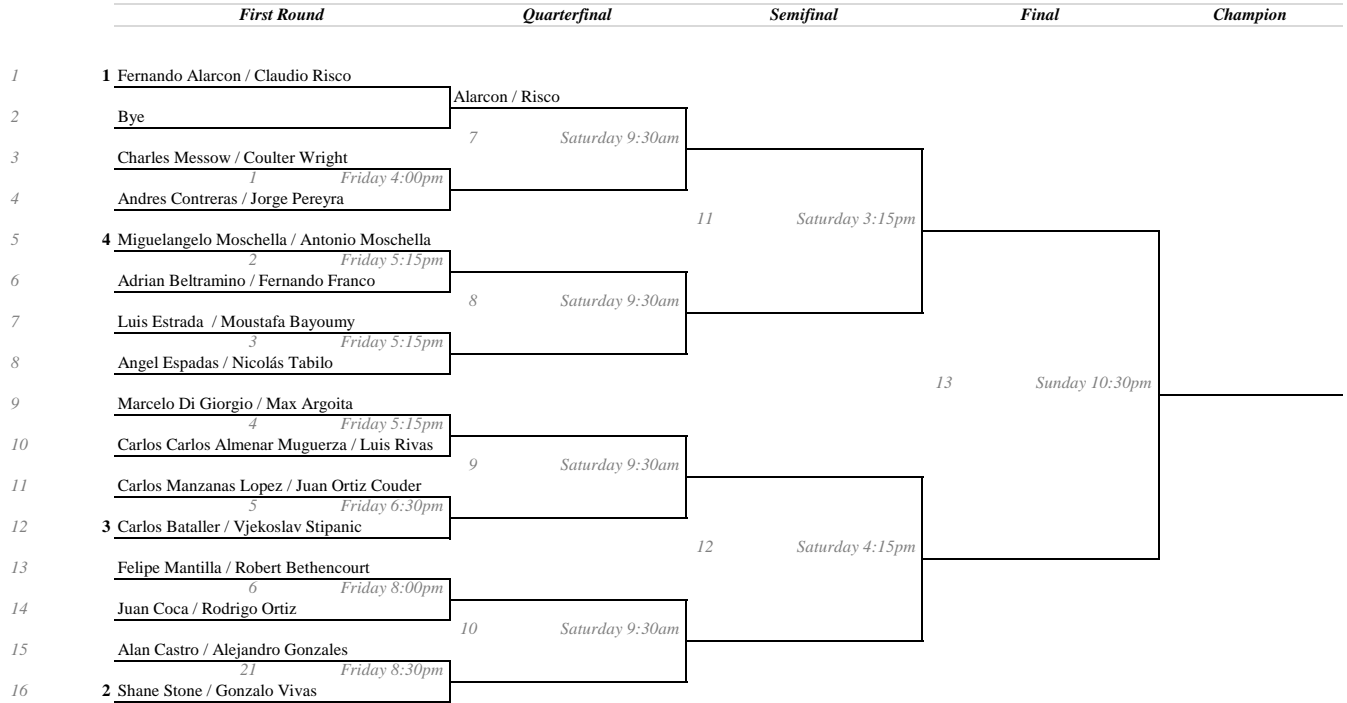 First Round Quarterfinal Semifinal Final Champion
1 1 Fernando Alarcon / Claudio Risco
Alarcon / Risco
2 Bye
7 Saturday 9:30am
3 Charles Messow / Coulter Wright
1 Friday 4:00pm
4 Andres Contreras / Jorge Pereyra
11 Saturday 3:15pm
5 4 Miguelangelo Moschella / Antonio Moschella
2 Friday 5:15pm
6 Adrian Beltramino / Fernando Franco
8 Saturday 9:30am
7 Luis Estrada / Moustafa Bayoumy
3 Friday 5:15pm
8 Angel Espadas / Nicolás Tabilo
13 Sunday 10:30pm
9 Marcelo Di Giorgio / Max Argoita
4 Friday 5:15pm
10 Carlos Carlos Almenar Muguerza / Luis Rivas
9 Saturday 9:30am
11 Carlos Manzanas Lopez / Juan Ortiz Couder
5 Friday 6:30pm
12 3 Carlos Bataller / Vjekoslav Stipanic
12 Saturday 4:15pm
13 Felipe Mantilla / Robert Bethencourt
6 Friday 8:00pm
14 Juan Coca / Rodrigo Ortiz
10 Saturday 9:30am
15 Alan Castro / Alejandro Gonzales
21 Friday 8:30pm
16 2 Shane Stone / Gonzalo Vivas